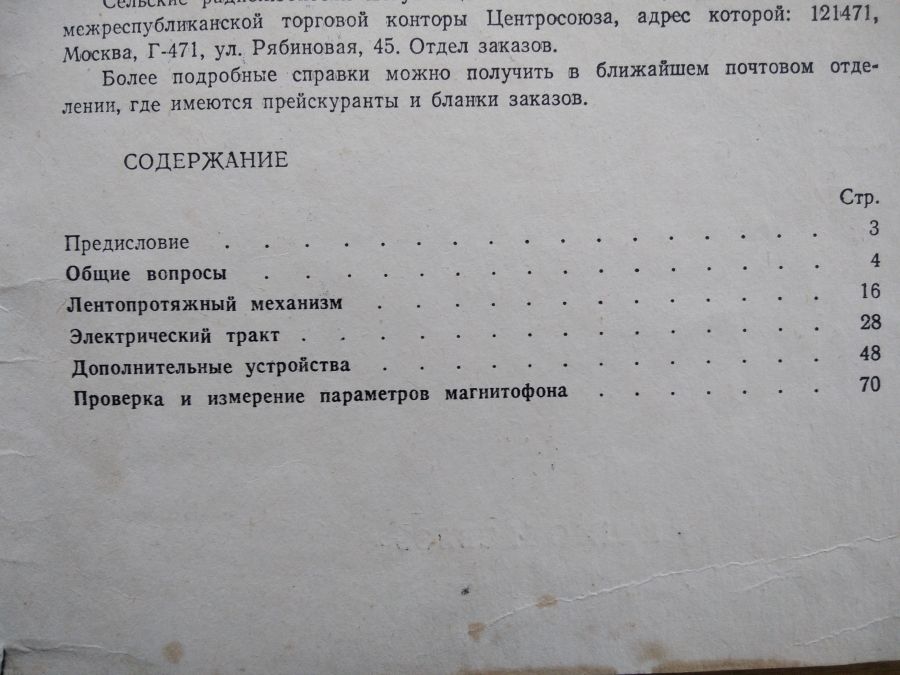 Сельские
межреспубликанской торговой конторы Центросоюза, адрес которой: 121471,
Москва, Г-471, ул. Рябиновая, 45. Отдел заказов.
Более подробные справки можно получить в ближайшем почтовом отде-
лении, где имеются прейскуранты и бланки заказов.
СОДЕРЖАНИЕ
Стр.
Предисловие . . . . . . . . . . . . . . . . . 3
Общие вопросы . . . . . . . . . . . . . . . . 4
Лентопротяжный механизм . . . . . . . . . . . . . 16
Электрический тракт . . . . . . . . . . . . . . . 28
Дополнительные устройства . . . . . . . . . . . . . 48
Проверка и измерение параметров магнитофона . . . . . . . 70